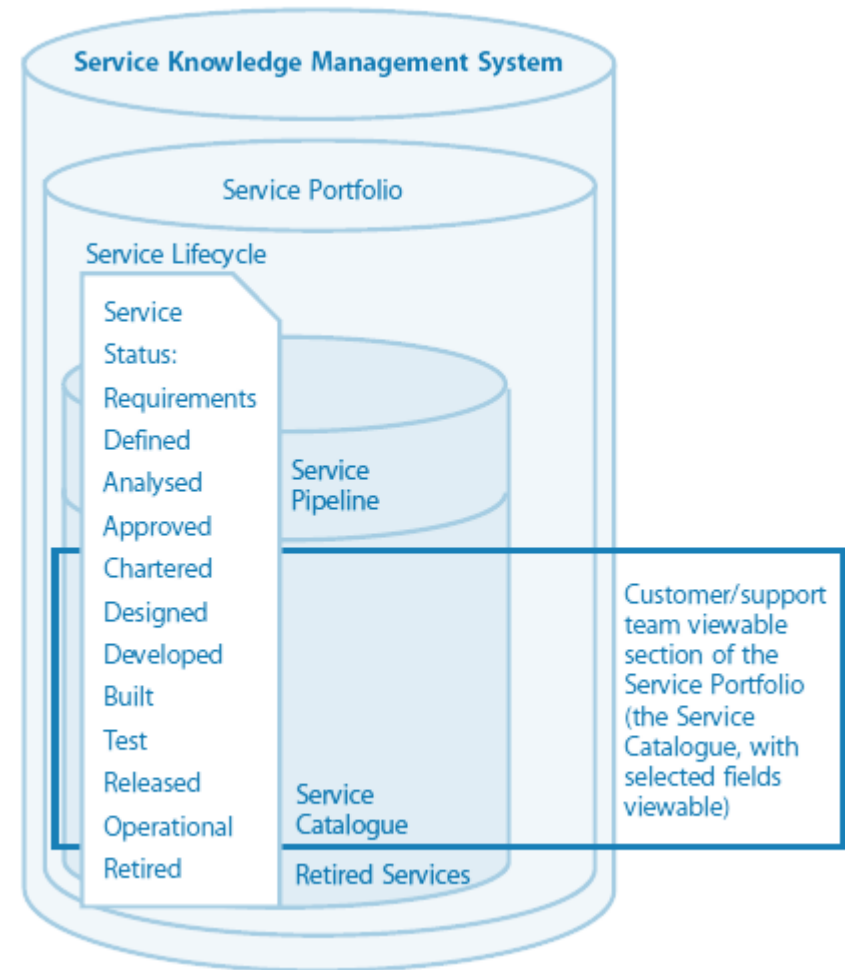 Service Knowledge Management System
Service Portfolio
Service Lifecycle
Service
Status:
Requirements
Defined
Analysed
Approved
Chartered
Designed
Developed
Built
Test
Released
Operational
Retired
Service
Pipeline
Service
Catalogue
Retired Services
Customer/support
team viewable
section of the
Service Portfolio
(the Service
Catalogue, with
selected fields
viewable)